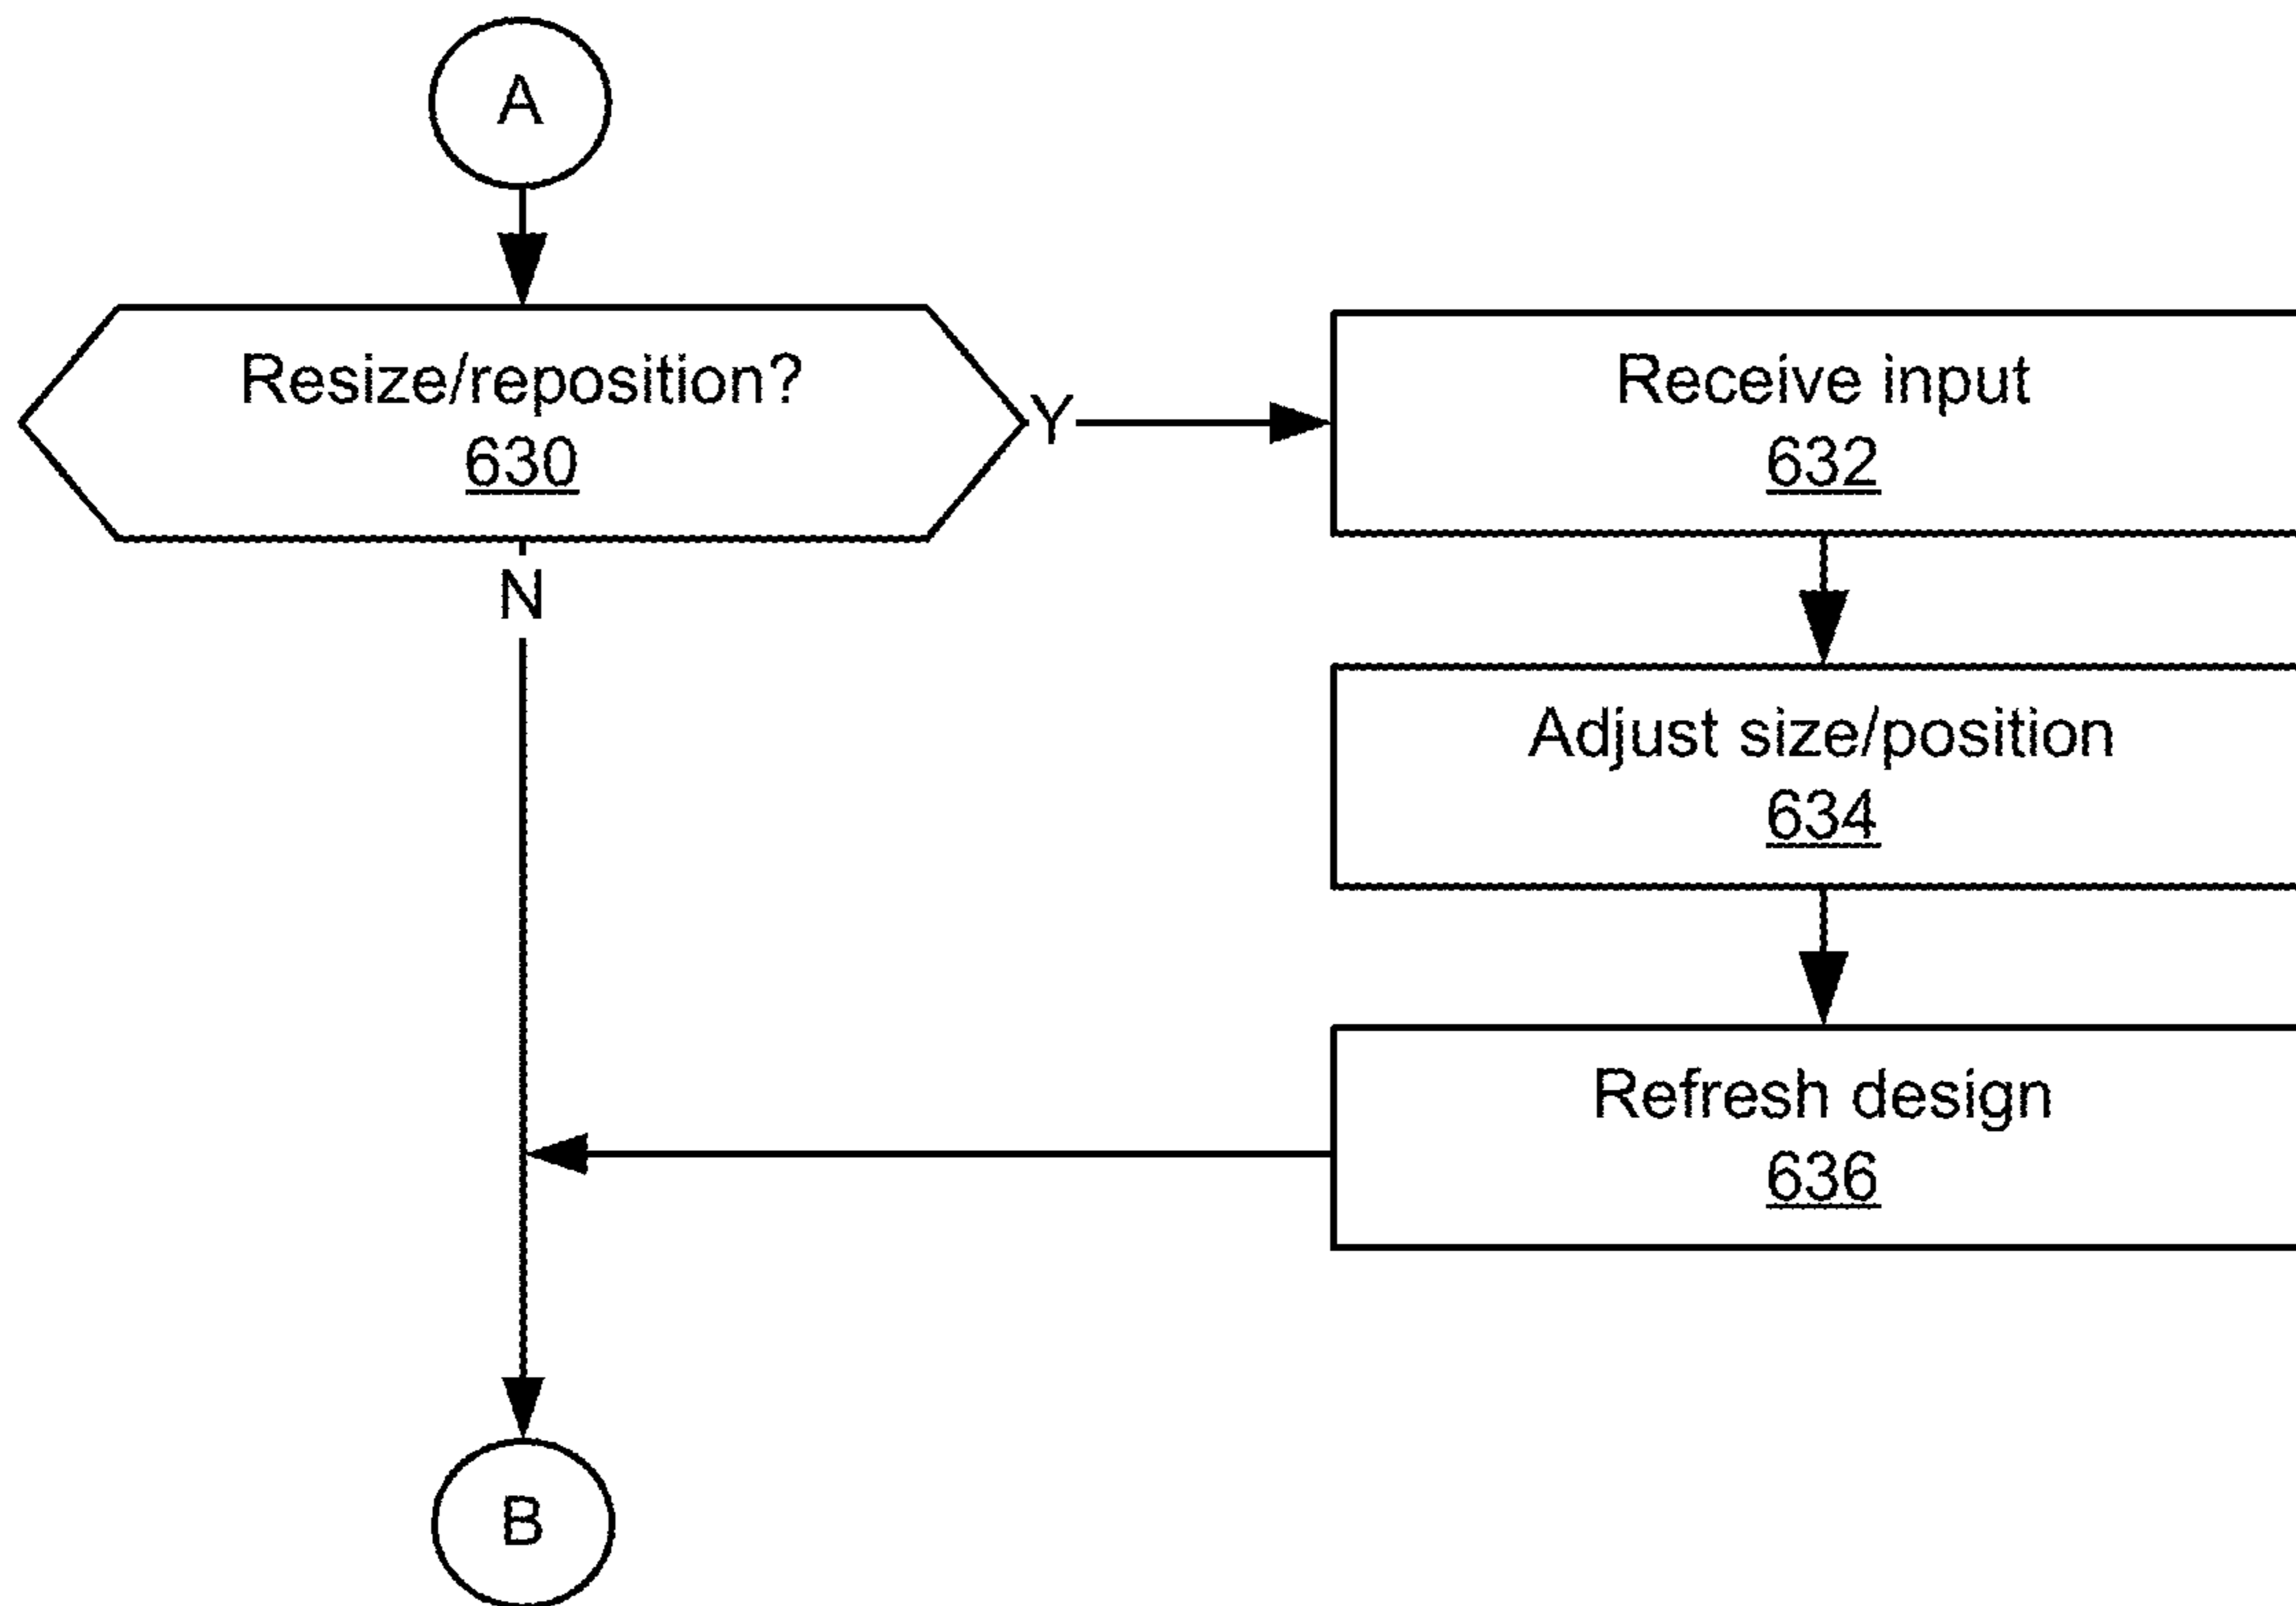 A
Resize/reposition?
630
Y
N
Receive input
632
Adjust size/position
634
Refresh design
636
B